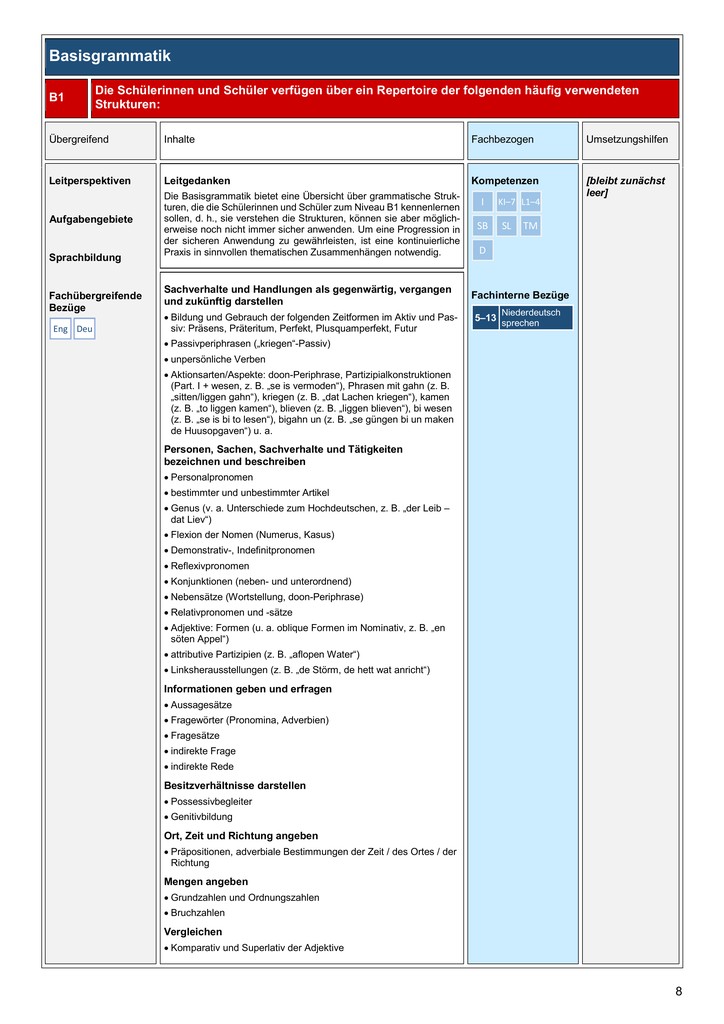 Basisgrammatik
B1
Die Schülerinnen und Schüler verfügen über ein Repertoire der folgenden häufig verwendeten
Strukturen:
Übergreifend
Inhalte
Fachbezogen
Umsetzungshilfen
Leitperspektiven
Aufgabengebiete
Sprachbildung
Fachübergreifende
Bezüge
Eng Deu
Leitgedanken
Die Basisgrammatik bietet eine Übersicht über grammatische Struk-
turen, die die Schülerinnen und Schüler zum Niveau B1 kennenlernen
sollen, d. h., sie verstehen die Strukturen, können sie aber möglich-
erweise noch nicht immer sicher anwenden. Um eine Progression in
der sicheren Anwendung zu gewährleisten, ist eine kontinuierliche
Praxis in sinnvollen thematischen Zusammenhängen notwendig.
Sachverhalte und Handlungen als gegenwärtig, vergangen
und zukünftig darstellen
• Bildung und Gebrauch der folgenden Zeitformen im Aktiv und Pas-
siv: Präsens, Präteritum, Perfekt, Plusquamperfekt, Futur
• Passivperiphrasen („kriegen“-Passiv)
• unpersönliche Verben
• Aktionsarten/Aspekte: doon-Periphrase, Partizipialkonstruktionen
(Part. I + wesen, z. B. „se is vermoden“), Phrasen mit gahn (z. B.
„sitten/liggen gahn“), kriegen (z. B. „dat Lachen kriegen“), kamen
(z. B. „to liggen kamen“), blieven (z. B. „liggen blieven“), bi wesen
(z. B. „se is bi to lesen“), bigahn un (z. B. „se güngen bi un maken
de Huusopgaven“) u. a.
Personen, Sachen, Sachverhalte und Tätigkeiten
bezeichnen und beschreiben
• Personalpronomen
• bestimmter und unbestimmter Artikel
• Genus (v. a. Unterschiede zum Hochdeutschen, z. B. „der Leib –
dat Liev“)
• Flexion der Nomen (Numerus, Kasus)
• Demonstrativ-, Indefinitpronomen
• Reflexivpronomen
• Konjunktionen (neben- und unterordnend)
• Nebensätze (Wortstellung, doon-Periphrase)
• Relativpronomen und -sätze
• Adjektive: Formen (u. a. oblique Formen im Nominativ, z. B. „en
söten Appel“)
• attributive Partizipien (z. B. „aflopen Water“)
• Linksherausstellungen (z. B. „de Störm, de hett wat anricht“)
Informationen geben und erfragen
• Aussagesätze
• Fragewörter (Pronomina, Adverbien)
• Fragesätze
• indirekte Frage
• indirekte Rede
Besitzverhältnisse darstellen
• Possessivbegleiter
• Genitivbildung
Ort, Zeit und Richtung angeben
• Präpositionen, adverbiale Bestimmungen der Zeit / des Ortes / der
Richtung
Mengen angeben
• Grundzahlen und Ordnungszahlen
• Bruchzahlen
Vergleichen
• Komparativ und Superlativ der Adjektive
Kompetenzen
I KI–7 L1–4
SB SL TM
D
Fachinterne Bezüge
5–13 Niederdeutsch
sprechen
[bleibt zunächst
leer]
8